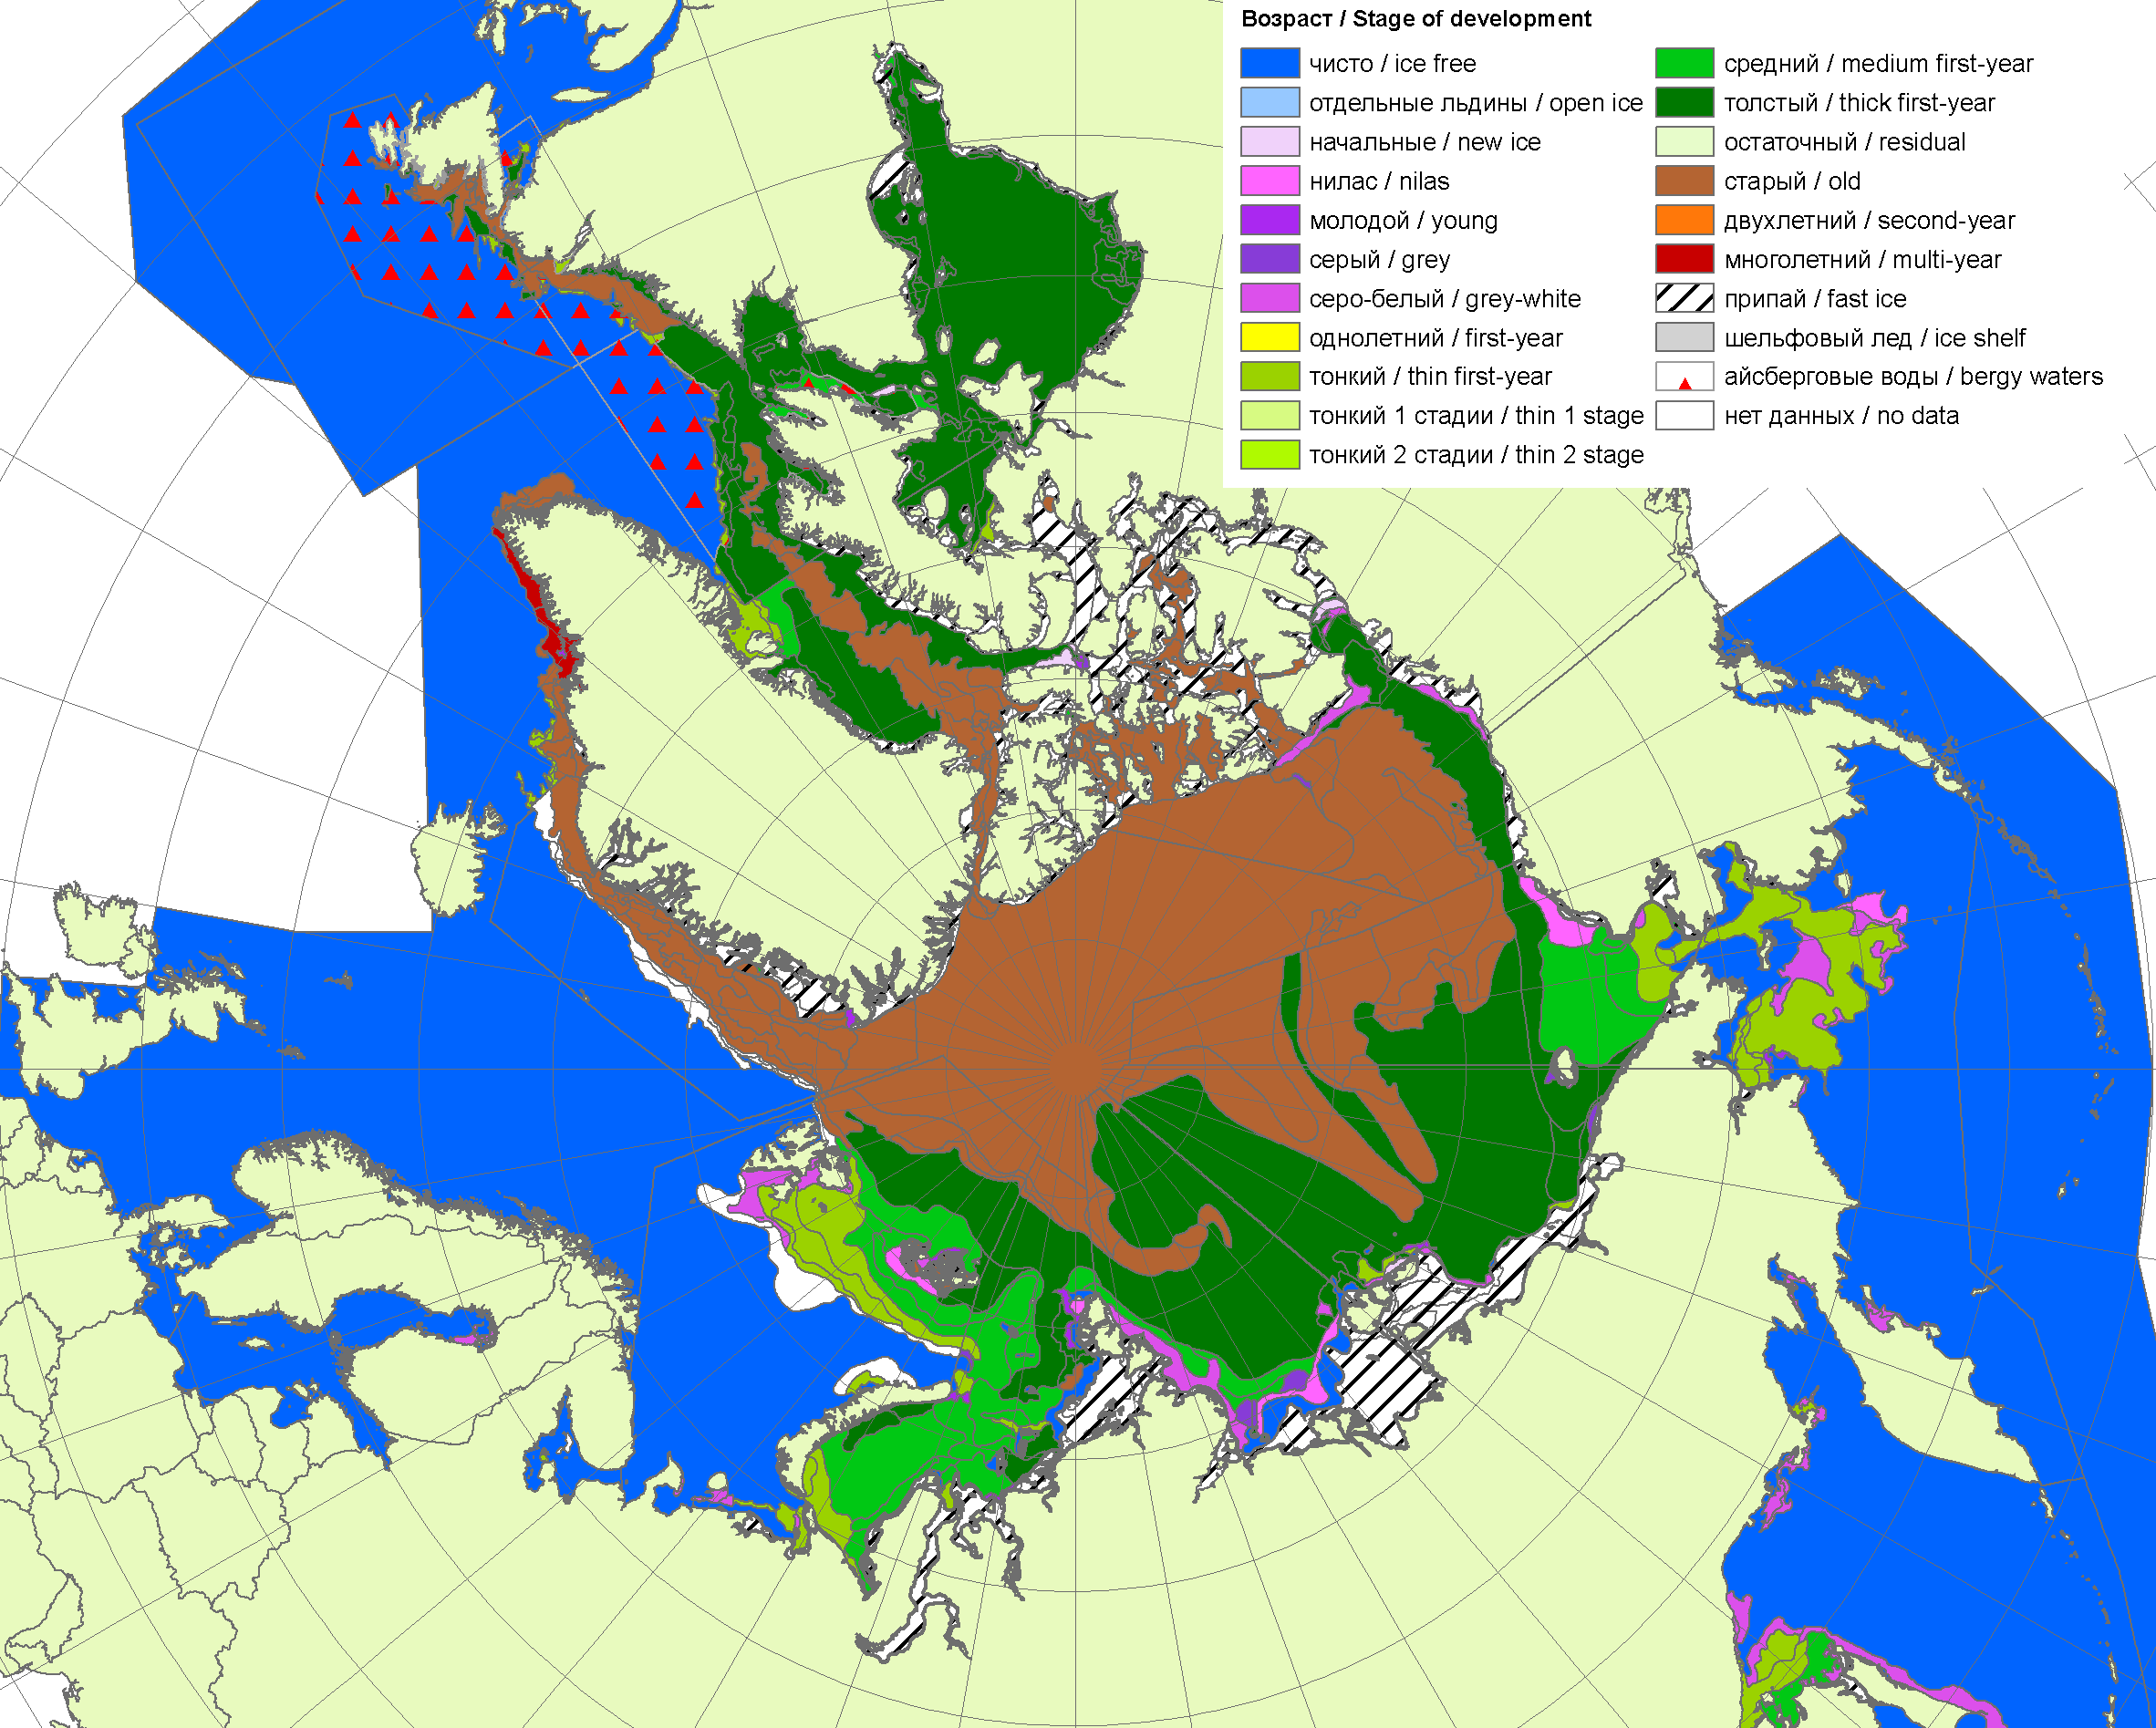 Возраст / Stage of development
чисто / ice free
отдельные льдины / open ice
начальные / new ice
нилас / nilas
молодой / young
серый / grey
серо-белый / grey-white
однолетний / first-year
тонкий / thin first-year
тонкий 1 стадии / thin 1 stage
тонкий 2 стадии / thin 2 stage
средний / medium first-year
толстый / thick first-year
остаточный / residual
старый / old
двухлетний / second-year
многолетний / multi-year
припай / fast ice
шельфовый лед / ice shelf
айсберговые воды / bergy waters
нет данных / no data